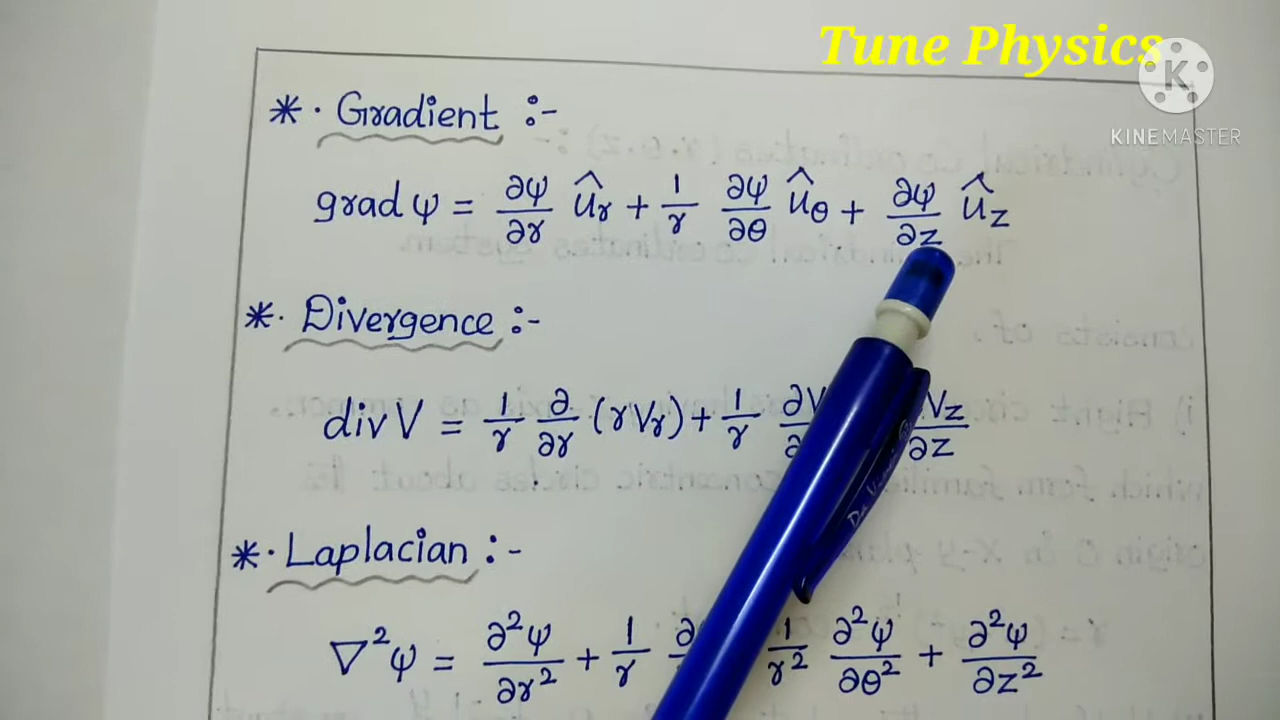 Tune Physics
K
KINEMASTER
* . Gradient :-
grad ψ = ∂ψ/∂r û_r + 1/r ∂ψ/∂θ û_θ + ∂ψ/∂z û_z
* . Divergence :-
div V = 1/r ∂/∂r (rV_r) + 1/r ∂V V_z/∂z
* . Laplacian :-
∇²ψ = ∂²ψ/∂r² + 1/r 1/r² ∂²ψ/∂θ² + ∂²ψ/∂z²